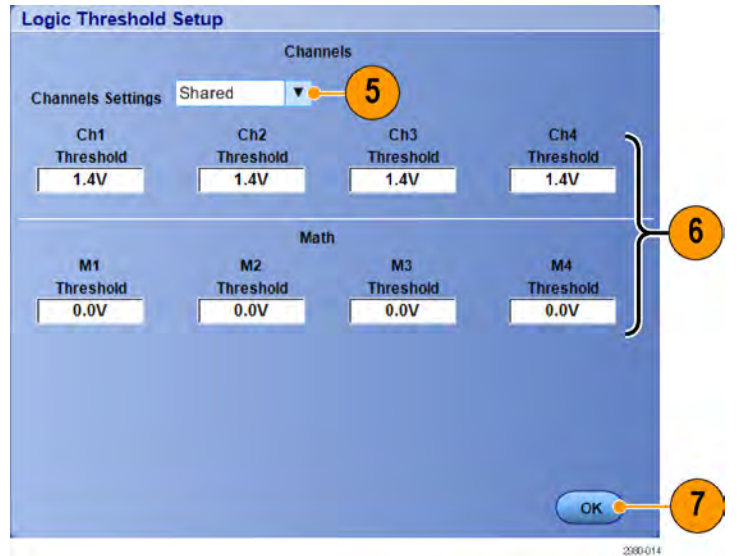 Logic Threshold Setup
Channels
Channels Settings Shared ▼ 5
Ch1 Ch2 Ch3 Ch4
Threshold Threshold Threshold Threshold
1.4V 1.4V 1.4V 1.4V
6
Math
M1 M2 M3 M4
Threshold Threshold Threshold Threshold
0.0V 0.0V 0.0V 0.0V
OK 7
2980-014